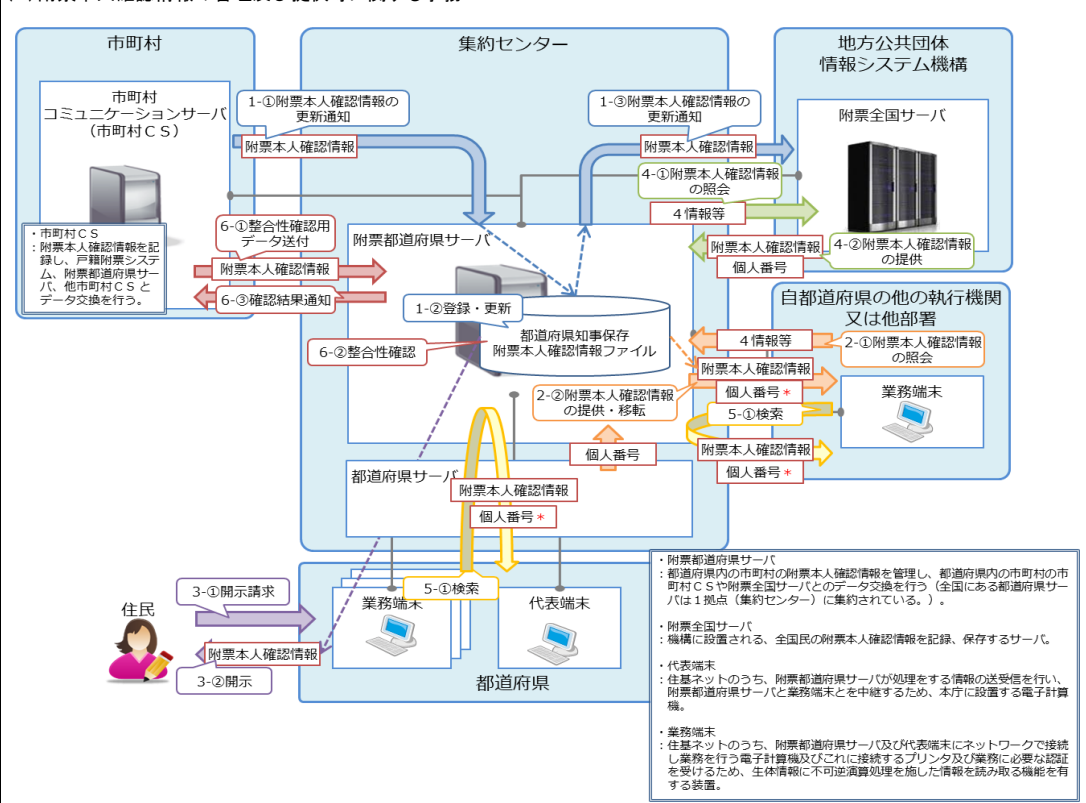 市町村
集約センター
地方公共団体
情報システム機構
市町村
コミュニケーションサーバ
（市町村ＣＳ）
1-①附票本人確認情報の
更新通知
附票本人確認情報
1-③附票本人確認情報の
更新通知
附票本人確認情報
附票全国サーバ
4-①附票本人確認情報
の照会
４情報等
附票本人確認情報
個人番号
4-②附票本人確認情報
の提供
・市町村ＣＳ
：附票本人確認情報を記
録し、戸籍附票システ
ム、附票都道府県サー
バ、他市町村ＣＳと
データ交換を行う。
6-①整合性確認用
データ送付
附票本人確認情報
6-③確認結果通知
附票都道府県サーバ
1-②登録・更新
都道府県知事保存
附票本人確認情報ファイル
6-②整合性確認
自都道府県の他の執行機関
又は他部署
４情報等
2-①附票本人確認情報
の照会
附票本人確認情報
個人番号＊
2-②附票本人確認情報
の提供・移転
業務端末
5-①検索
附票本人確認情報
個人番号＊
個人番号
都道府県サーバ
附票本人確認情報
個人番号＊
5-①検索
業務端末
代表端末
都道府県
3-①開示請求
住民
附票本人確認情報
3-②開示
・附票都道府県サーバ
：都道府県内の市町村の附票本人確認情報を管理し、都道府県内の市町村の市
町村ＣＳや附票全国サーバとのデータ交換を行う（全国にある都道府県サー
バは１拠点（集約センター）に集約されている。）。
・附票全国サーバ
：機構に設置される、全国民の附票本人確認情報を記録、保存するサーバ。
・代表端末
：住基ネットのうち、附票都道府県サーバが処理をする情報の送受信を行い、
附票都道府県サーバと業務端末とを中継するため、本庁に設置する電子計算
機。
・業務端末
：住基ネットのうち、附票都道府県サーバ及び代表端末にネットワークで接続
し業務を行う電子計算機及びこれに接続するプリンタ及び業務に必要な認証
を受けるため、生体情報に不可逆演算処理を施した情報を読み取る機能を有
する装置。